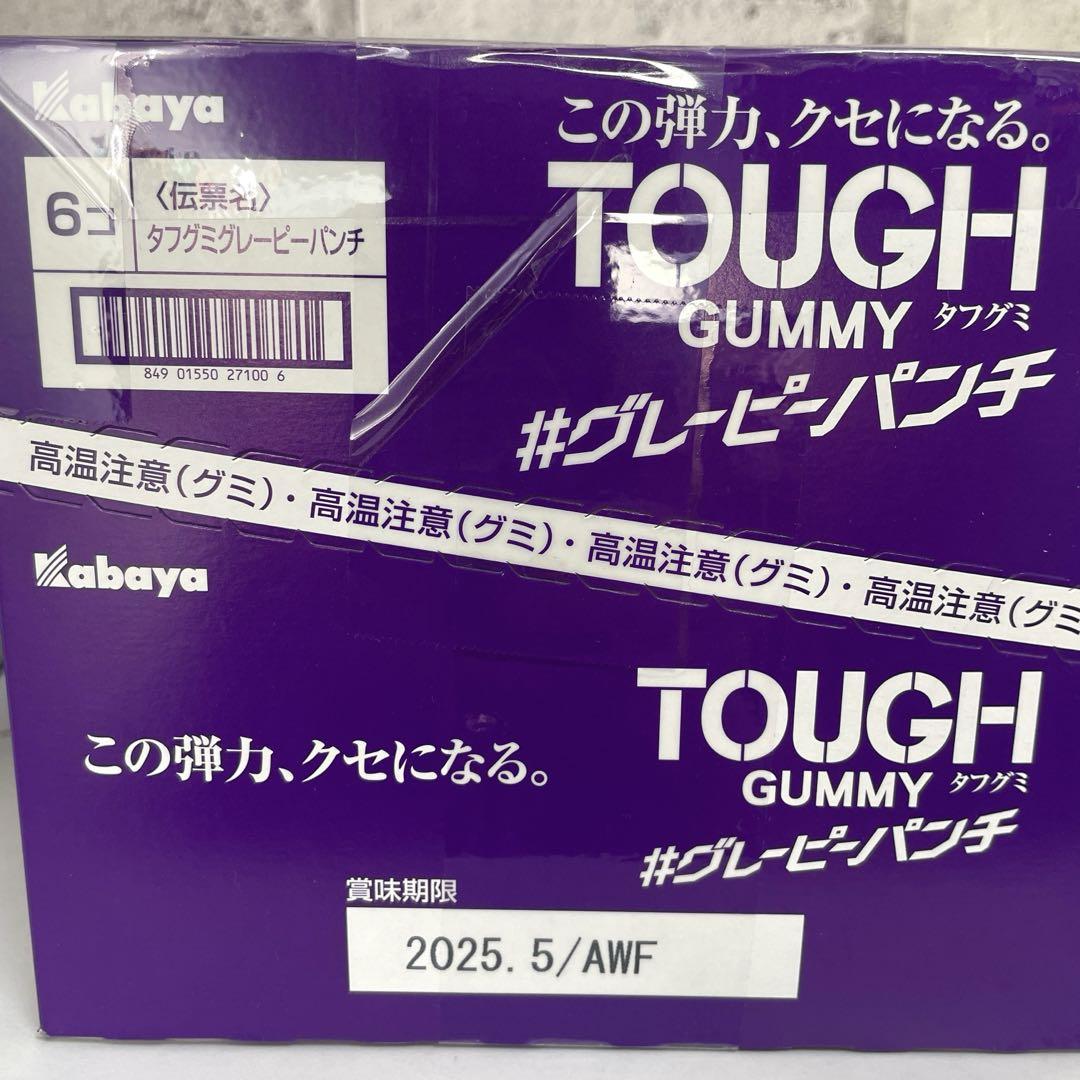 Kabaya
この弾力、クセになる。
6コ
〈伝票名〉
タフグミグレーピーパンチ
849 01550 27100 6
TOUGH
GUMMY タフグミ
#グレーピーパンチ
高温注意(グミ)・高温注意(グミ)・高温注意(グミ)・高温注意(グミ
Kabaya
この弾力、クセになる。
TOUGH
GUMMY タフグミ
#グレーピーパンチ
賞味期限
2025.5/AWF